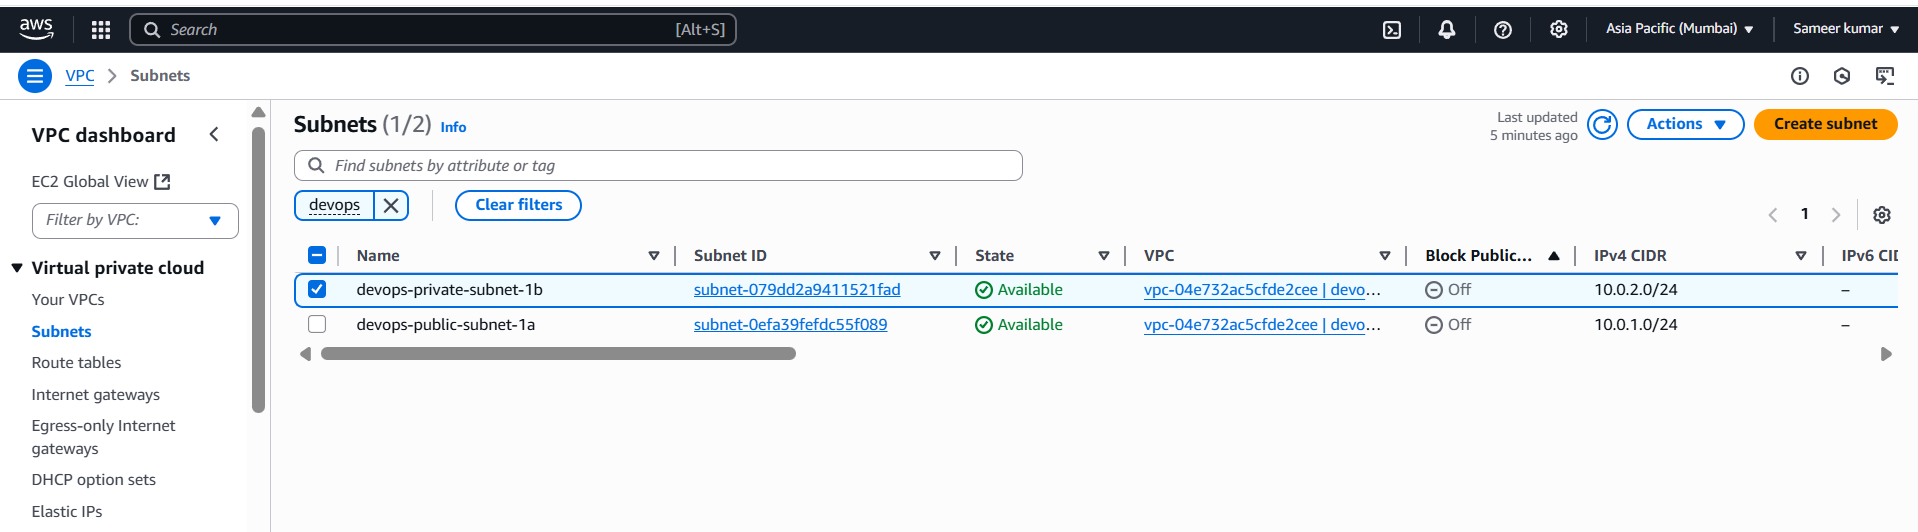 aws
Search [Alt+S]
Asia Pacific (Mumbai)
Sameer kumar
VPC > Subnets
VPC dashboard
EC2 Global View
Filter by VPC:
Virtual private cloud
Your VPCs
Subnets
Route tables
Internet gateways
Egress-only Internet
gateways
DHCP option sets
Elastic IPs
Subnets (1/2) Info
Last updated
5 minutes ago
Actions
Create subnet
Find subnets by attribute or tag
devops
Clear filters
1
Name Subnet ID State VPC Block Public... IPv4 CIDR IPv6 CID
devops-private-subnet-1b subnet-079dd2a9411521fad Available vpc-04e732ac5cfde2cee | devo... Off 10.0.2.0/24 –
devops-public-subnet-1a subnet-0efa39fefdc55f089 Available vpc-04e732ac5cfde2cee | devo... Off 10.0.1.0/24 –